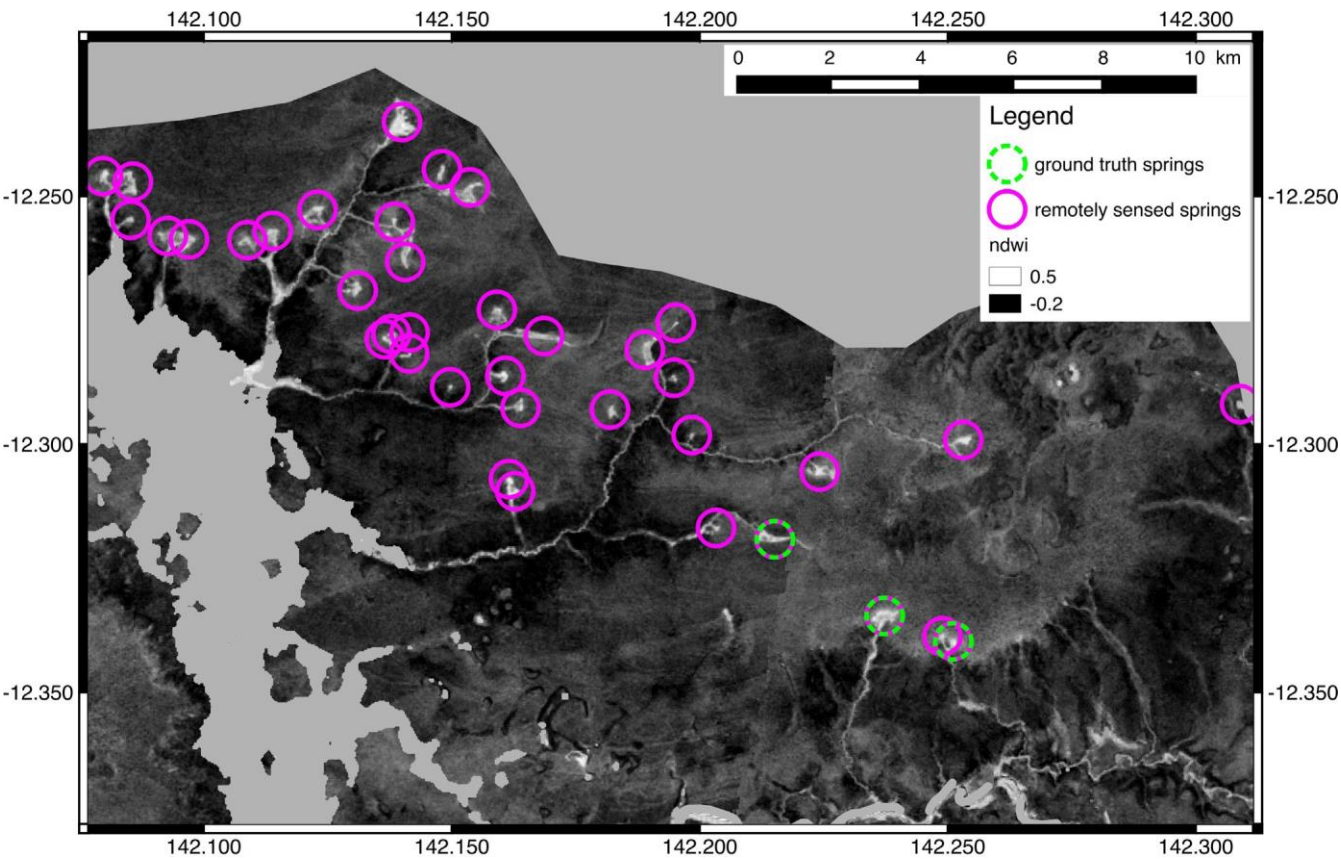 142.100 142.150 142.200 142.250 142.300
0 2 4 6 8 10 km
Legend
ground truth springs
-12.250 remotely sensed springs -12.250
ndwi
0.5
-0.2
-12.300 -12.300
-12.350 -12.350
142.100 142.150 142.200 142.250 142.300